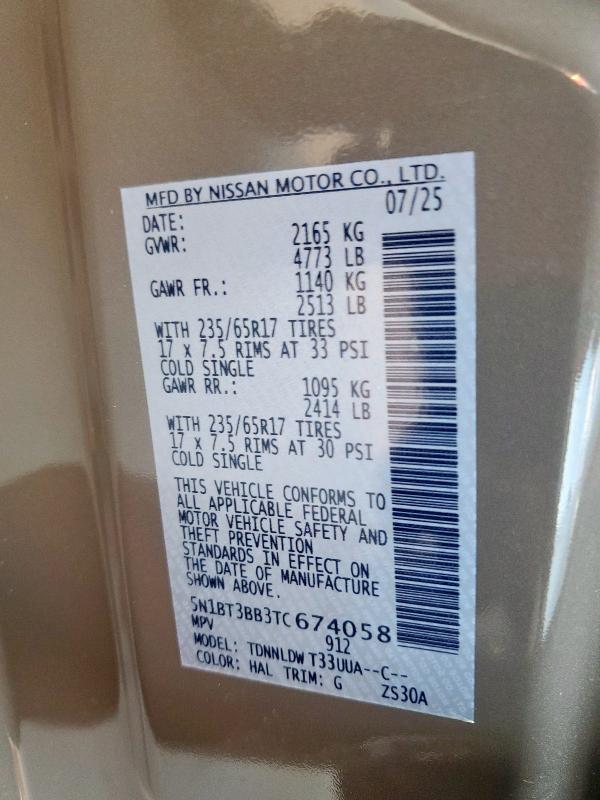 MFD BY NISSAN MOTOR CO., LTD.
DATE: 07/25
GVWR: 2165 KG
4773 LB
GAWR FR.: 1140 KG
2513 LB
WITH 235/65R17 TIRES
17 x 7.5 RIMS AT 33 PSI
COLD SINGLE
GAWR RR.: 1095 KG
2414 LB
WITH 235/65R17 TIRES
17 x 7.5 RIMS AT 30 PSI
COLD SINGLE
THIS VEHICLE CONFORMS TO
ALL APPLICABLE FEDERAL
MOTOR VEHICLE SAFETY AND
THEFT PREVENTION
STANDARDS IN EFFECT ON
THE DATE OF MANUFACTURE
SHOWN ABOVE.
5N1BT3BB3TC674058
MPV 912
MODEL: TDNNLDW T33UUA--C--
COLOR: HAL TRIM: G ZS30A